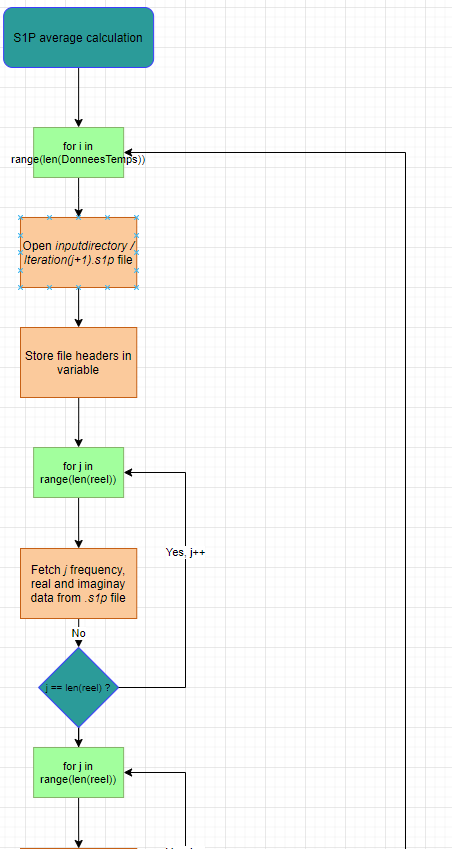 S1P average calculation
for i in
range(len(DonneesTemps))
Open inputdirectory /
Iteration(j+1).s1p file
Store file headers in
variable
for j in
range(len(reel))
Yes, j++
Fetch j frequency,
real and imaginay
data from .s1p file
No
j == len(reel) ?
for j in
range(len(reel))